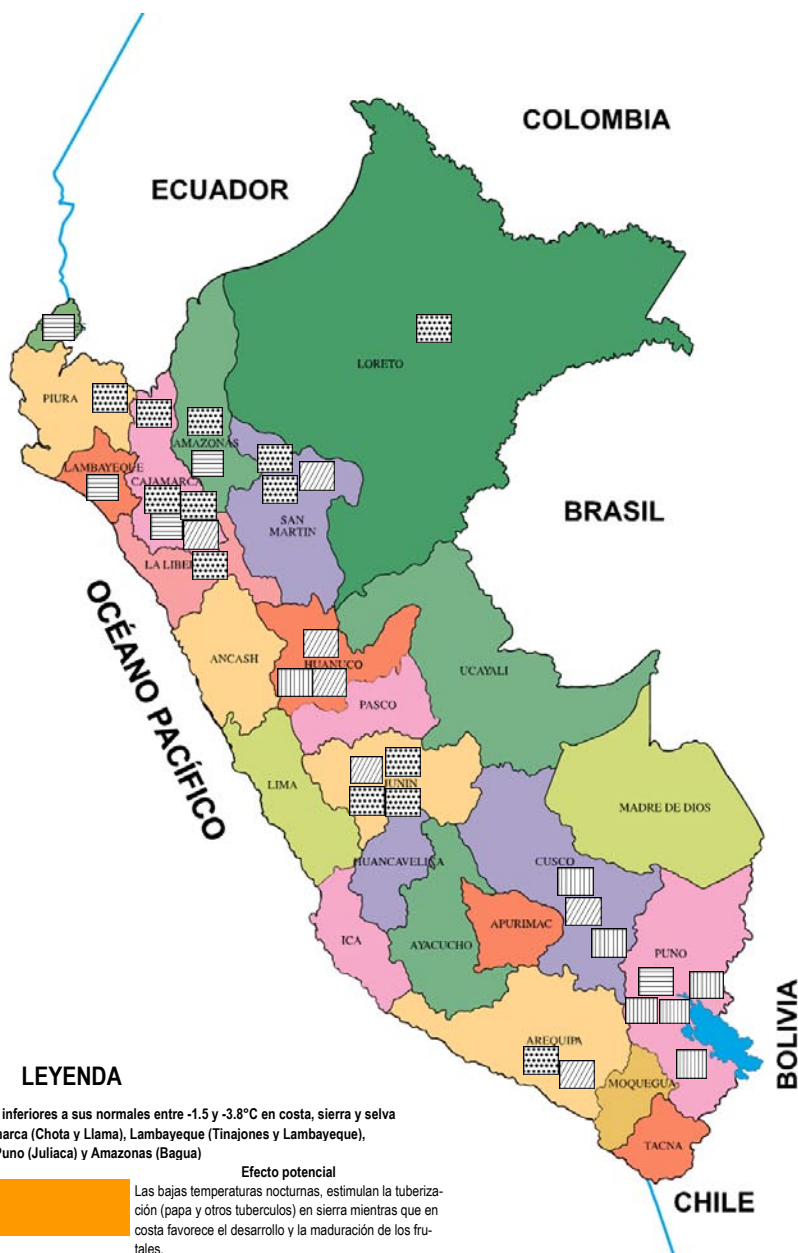 COLOMBIA
ECUADOR
LORETO
PIURA
AMAZONAS
LAMBAYEQUE
CAJAMARCA
SAN
MARTIN
BRASIL
OCÉANO PACÍFICO
ANCASH
HUANUCO
UCAYALI
PASCO
LIMA
JUNIN
MADRE DE DIOS
HUANCAVELICA
CUSCO
ICA
AYACUCHO
APURIMAC
PUNO
BOLIVIA
AREQUIPA
MOQUEGUA
TACNA
CHILE
LEYENDA
inferiores a sus normales entre -1.5 y -3.8°C en costa, sierra y selva
marca (Chota y Llama), Lambayeque (Tinajones y Lambayeque),
Puno (Juliaca) y Amazonas (Bagua)
Efecto potencial
Las bajas temperaturas nocturnas, estimulan la tuberiza-
ción (papa y otros tuberculos) en sierra mientras que en
costa favorece el desarrollo y la maduración de los fru-
tales.